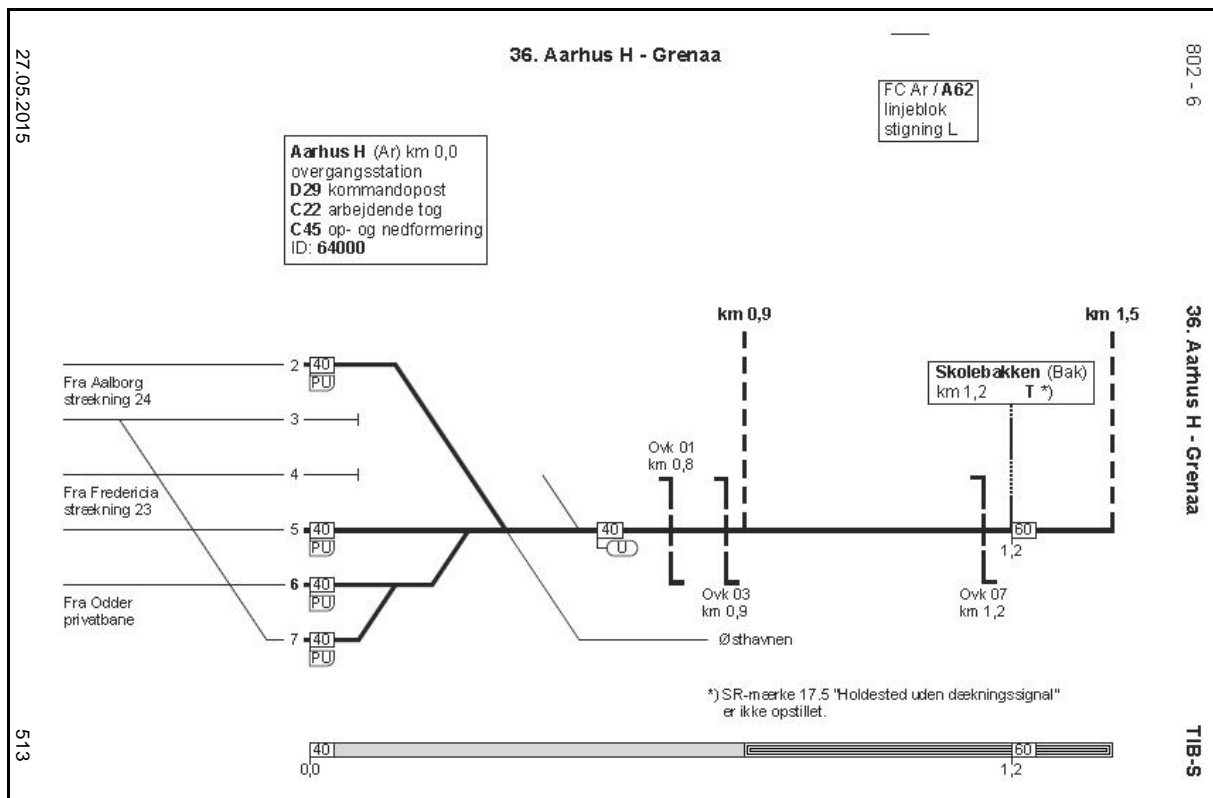 36. Aarhus H - Grenaa
802 - 6
27.05.2015
FC Ar / A62
linjeblok
stigning L
Aarhus H (Ar) km 0,0
overgangsstation
D29 kommandopost
C22 arbejdende tog
C45 op- og nedformering
ID: 64000
km 0,9
km 1,5
36. Aarhus H - Grenaa
2
40
PU
Skolebakken (Bak)
km 1,2 T *)
Fra Aalborg
strækning 24
3
Ovk 01
km 0,8
4
Fra Fredericia
strækning 23
5
40
PU
40
U
60
1,2
6
40
PU
Ovk 03
km 0,9
Ovk 07
km 1,2
Fra Odder
privatbane
7
40
PU
Østhavnen
*) SR-mærke 17.5 "Holdested uden dækningssignal"
er ikke opstillet.
40
60
0,0
1,2
513
TIB-S